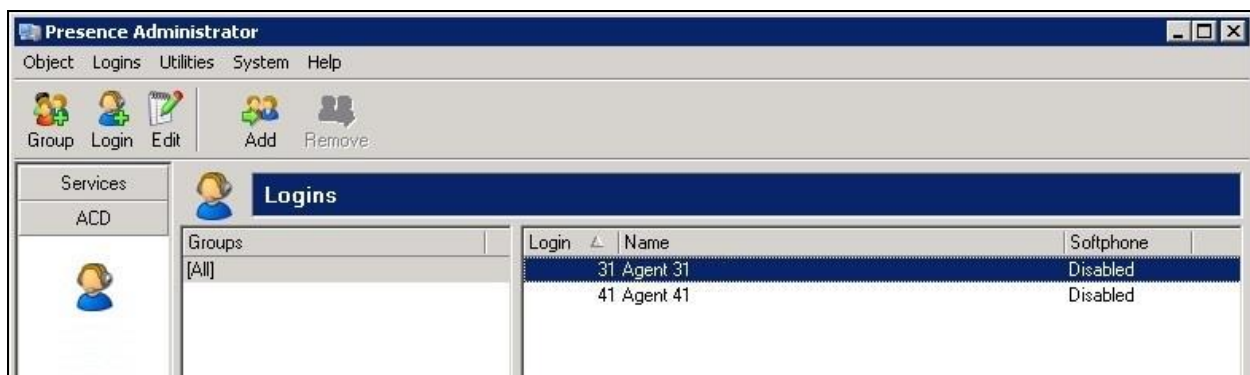 Presence Administrator
Object Logins Utilities System Help
Group Login Edit Add Remove
Services
ACD
Logins
Groups
[All]
Login Name Softphone
31 Agent 31 Disabled
41 Agent 41 Disabled